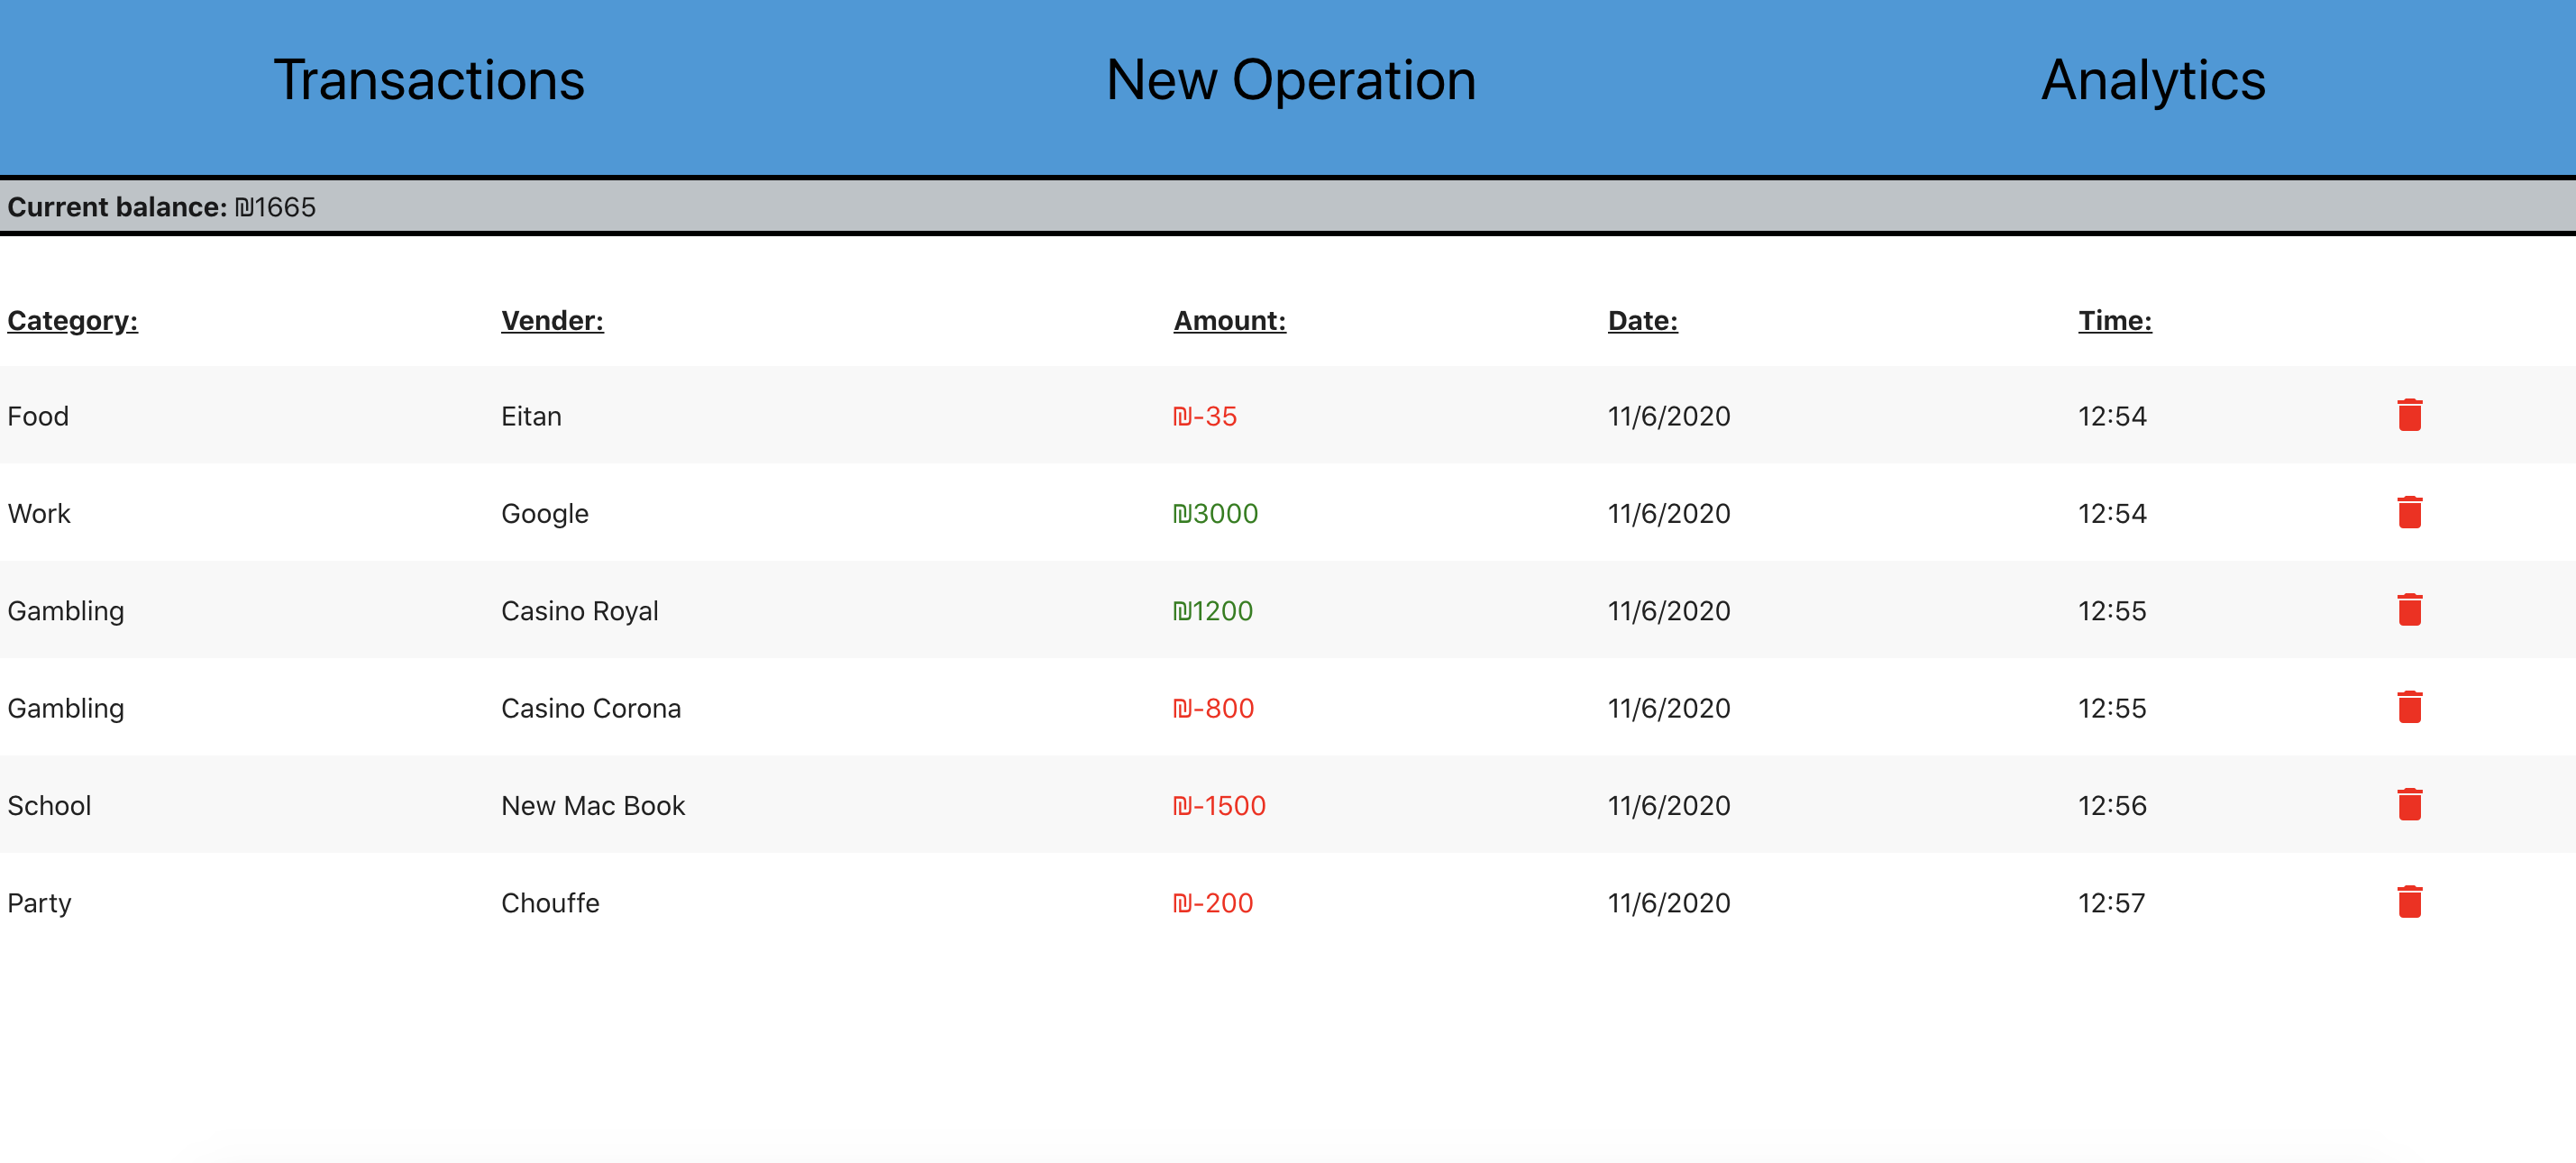 Transactions New Operation Analytics
Current balance: ₪1665
Category: Vender: Amount: Date: Time:
Food Eitan ₪-35 11/6/2020 12:54
Work Google ₪3000 11/6/2020 12:54
Gambling Casino Royal ₪1200 11/6/2020 12:55
Gambling Casino Corona ₪-800 11/6/2020 12:55
School New Mac Book ₪-1500 11/6/2020 12:56
Party Chouffe ₪-200 11/6/2020 12:57